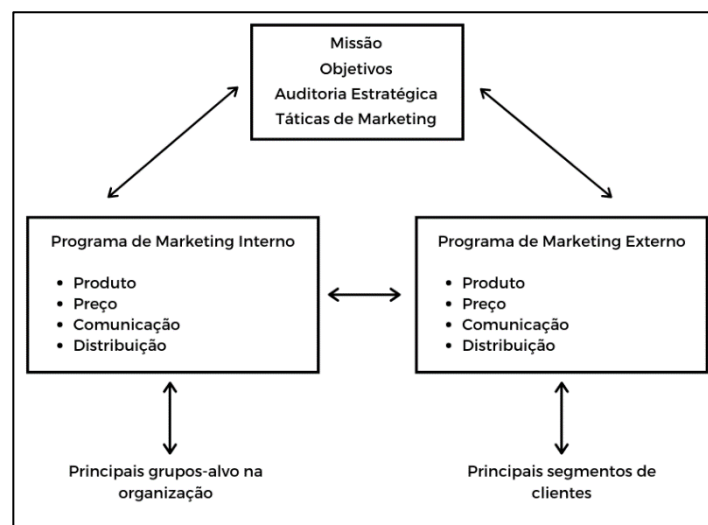 Missão
Objetivos
Auditoria Estratégica
Táticas de Marketing
Programa de Marketing Interno
• Produto
• Preço
• Comunicação
• Distribuição
Programa de Marketing Externo
• Produto
• Preço
• Comunicação
• Distribuição
Principais grupos-alvo na
organização
Principais segmentos de
clientes